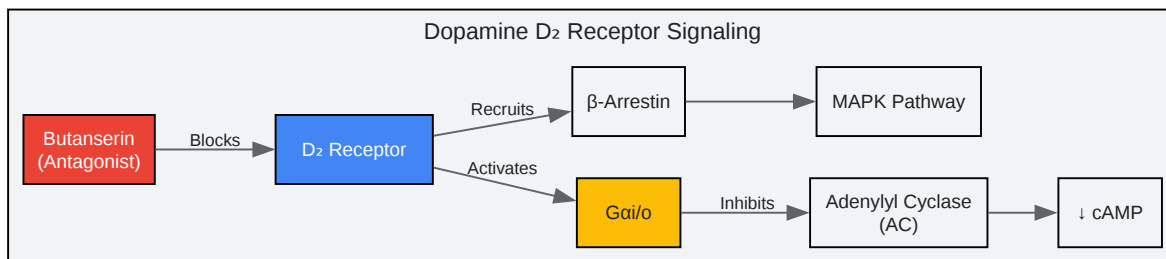 Dopamine D₂ Receptor Signaling
Butanserin
(Antagonist)
Blocks
D₂ Receptor
Recruits
β-Arrestin
MAPK Pathway
Activates
Gαi/o
Inhibits
Adenylyl Cyclase
(AC)
↓ cAMP